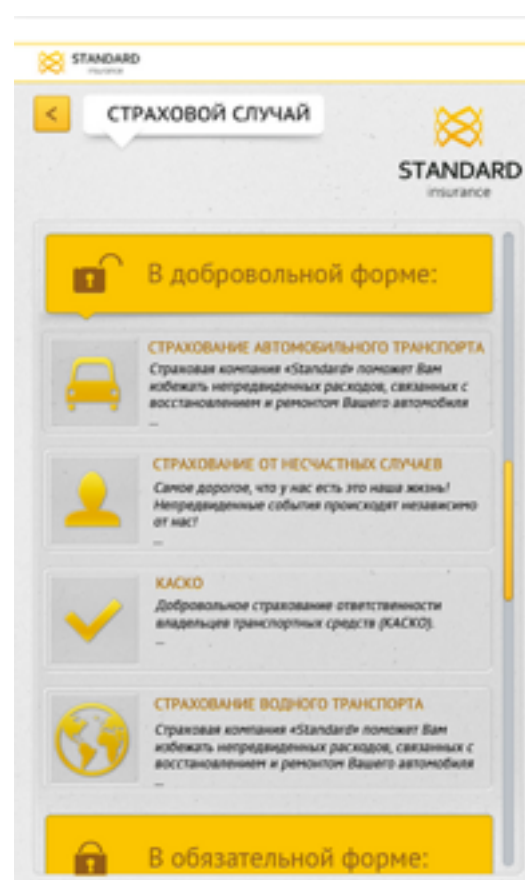 STANDARD
insurance
<
СТРАХОВОЙ СЛУЧАЙ
STANDARD
insurance
В добровольной форме:
СТРАХОВАНИЕ АВТОМОБИЛЬНОГО ТРАНСПОРТА
Страховая компания «Standard» поможет Вам
избежать непредвиденных расходов, связанных с
восстановлением и ремонтом Вашего автомобиля
...
СТРАХОВАНИЕ ОТ НЕСЧАСТНЫХ СЛУЧАЕВ
Самое дорогое, что у нас есть это наша жизнь!
Непредвиденные события происходят независимо
от нас!
...
КАСКО
Добровольное страхование ответственности
владельцев транспортных средств (КАСКО).
...
СТРАХОВАНИЕ ВОДНОГО ТРАНСПОРТА
Страховая компания «Standard» поможет Вам
избежать непредвиденных расходов, связанных с
восстановлением и ремонтом Вашего автомобиля
...
В обязательной форме: